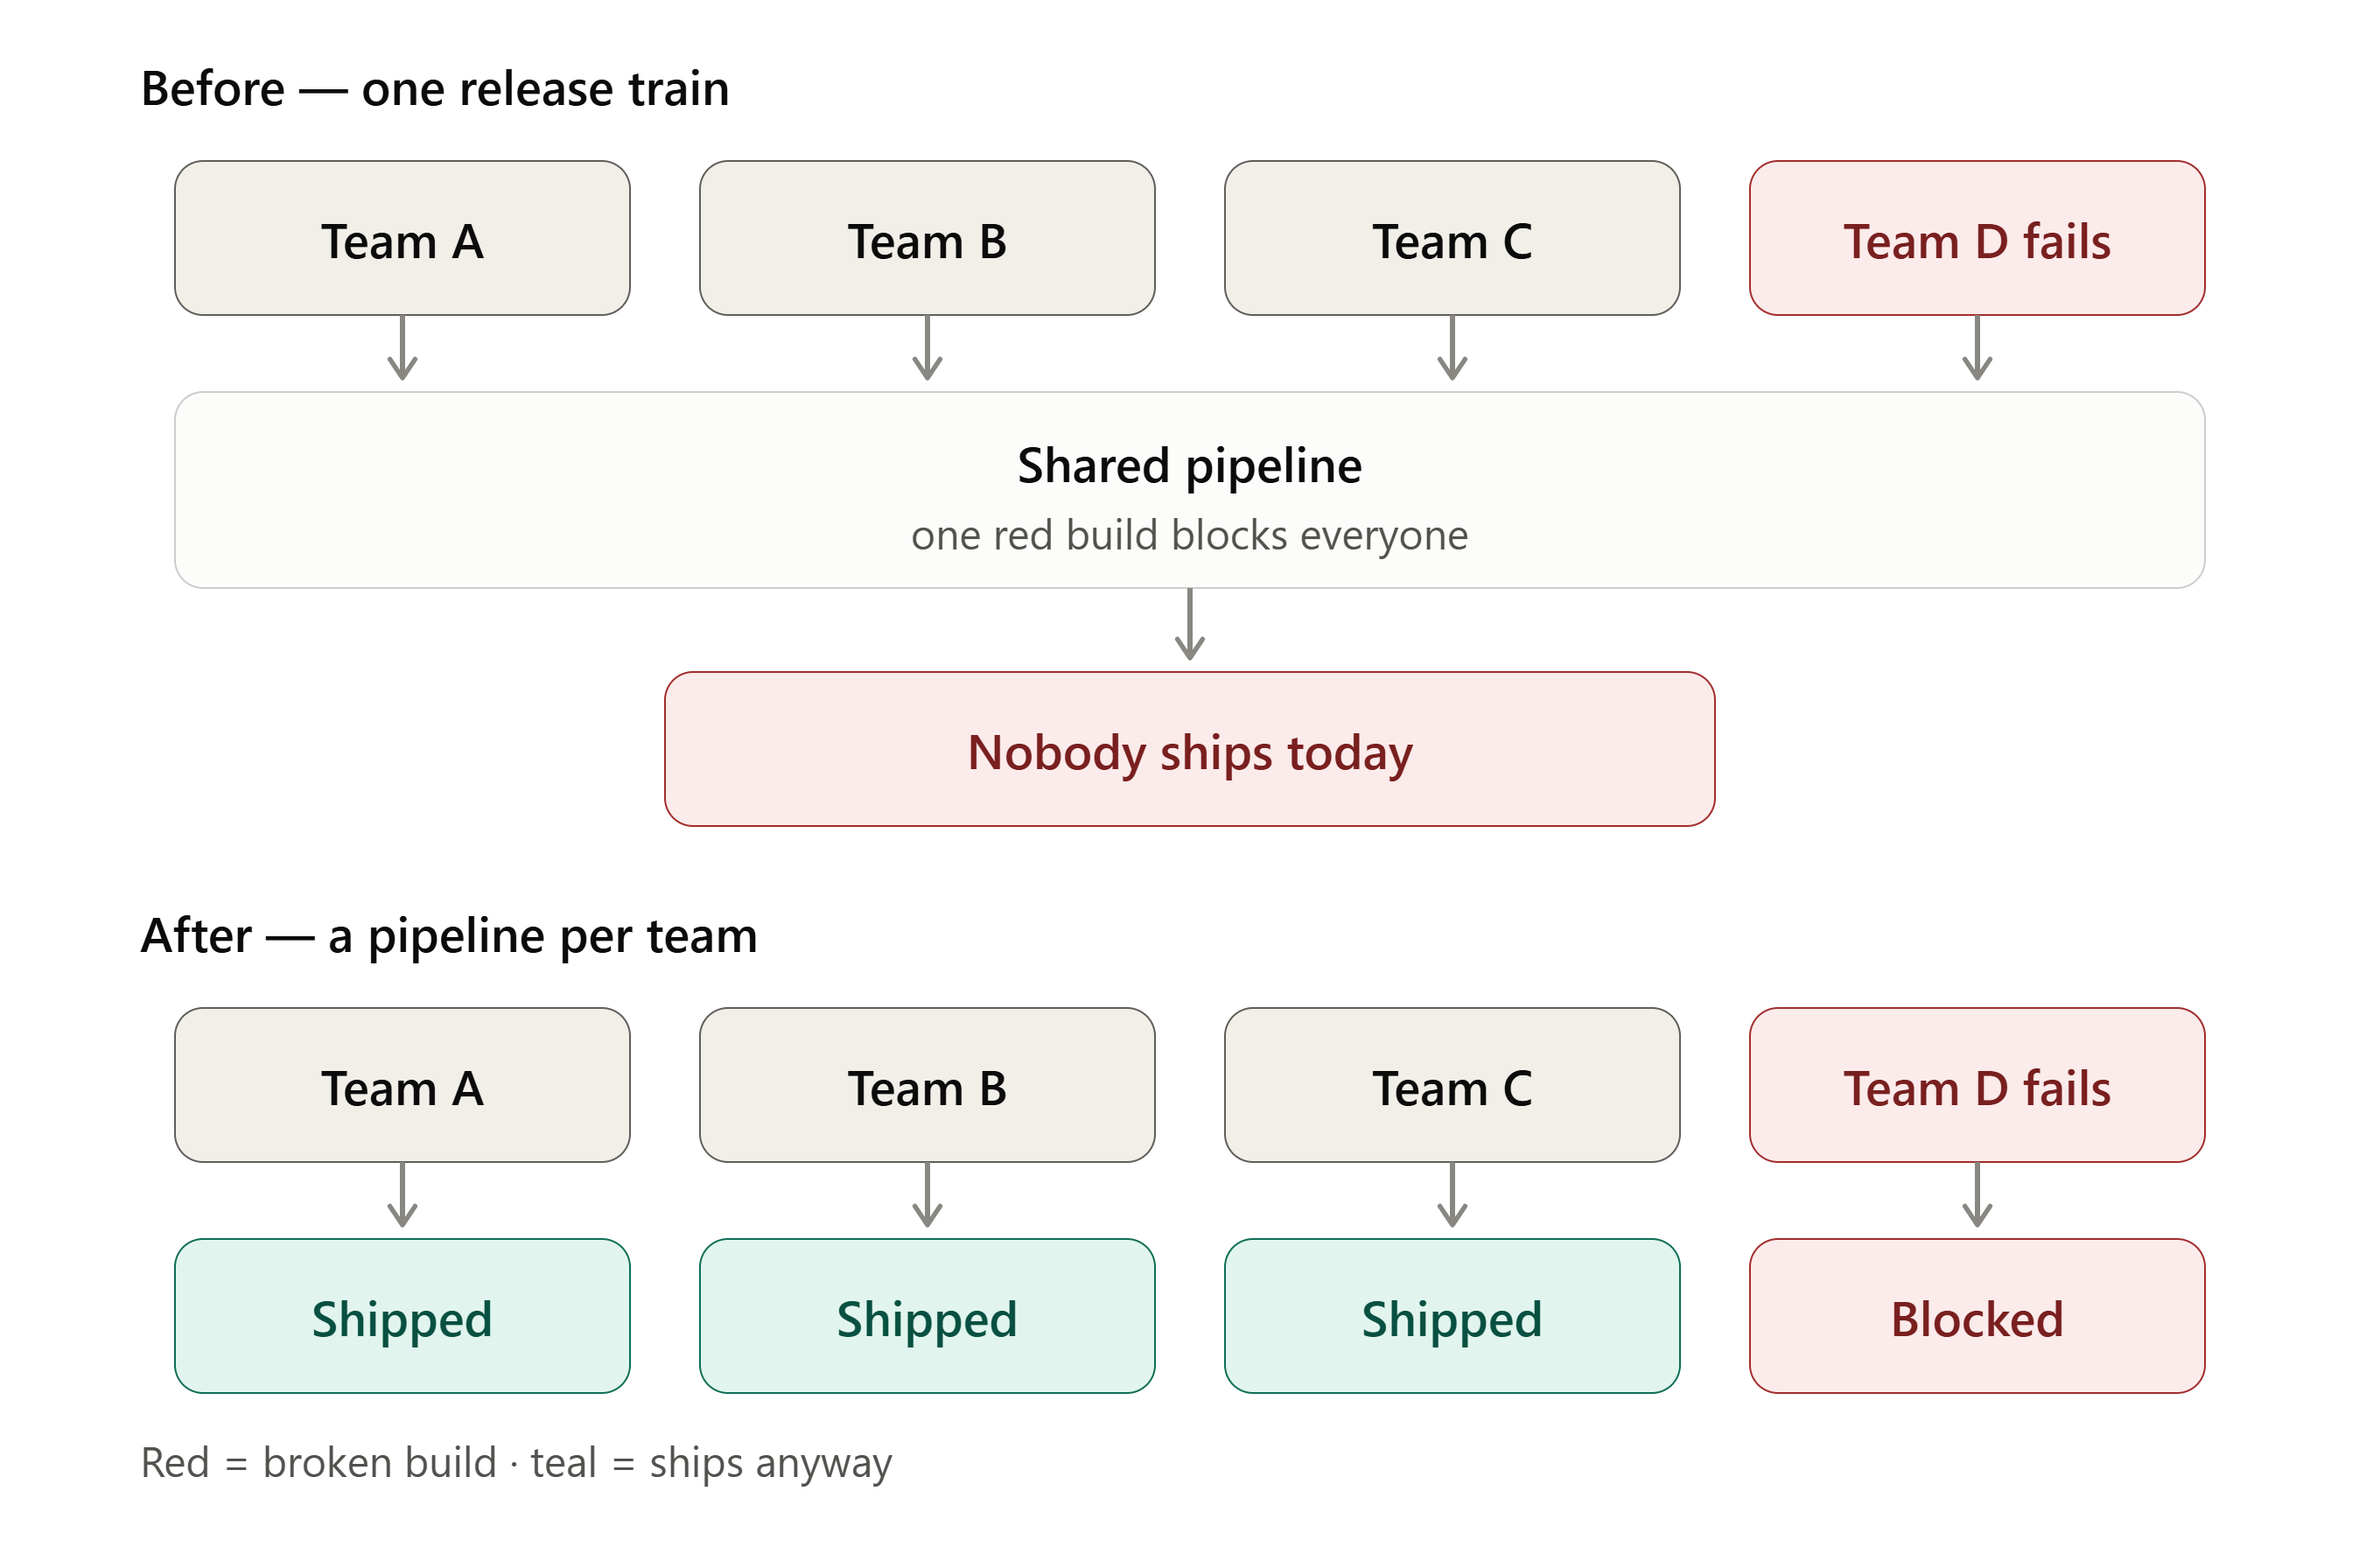 Before — one release train
Team A
Team B
Team C
Team D fails
Shared pipeline
one red build blocks everyone
Nobody ships today
After — a pipeline per team
Team A
Team B
Team C
Team D fails
Shipped
Shipped
Shipped
Blocked
Red = broken build · teal = ships anyway